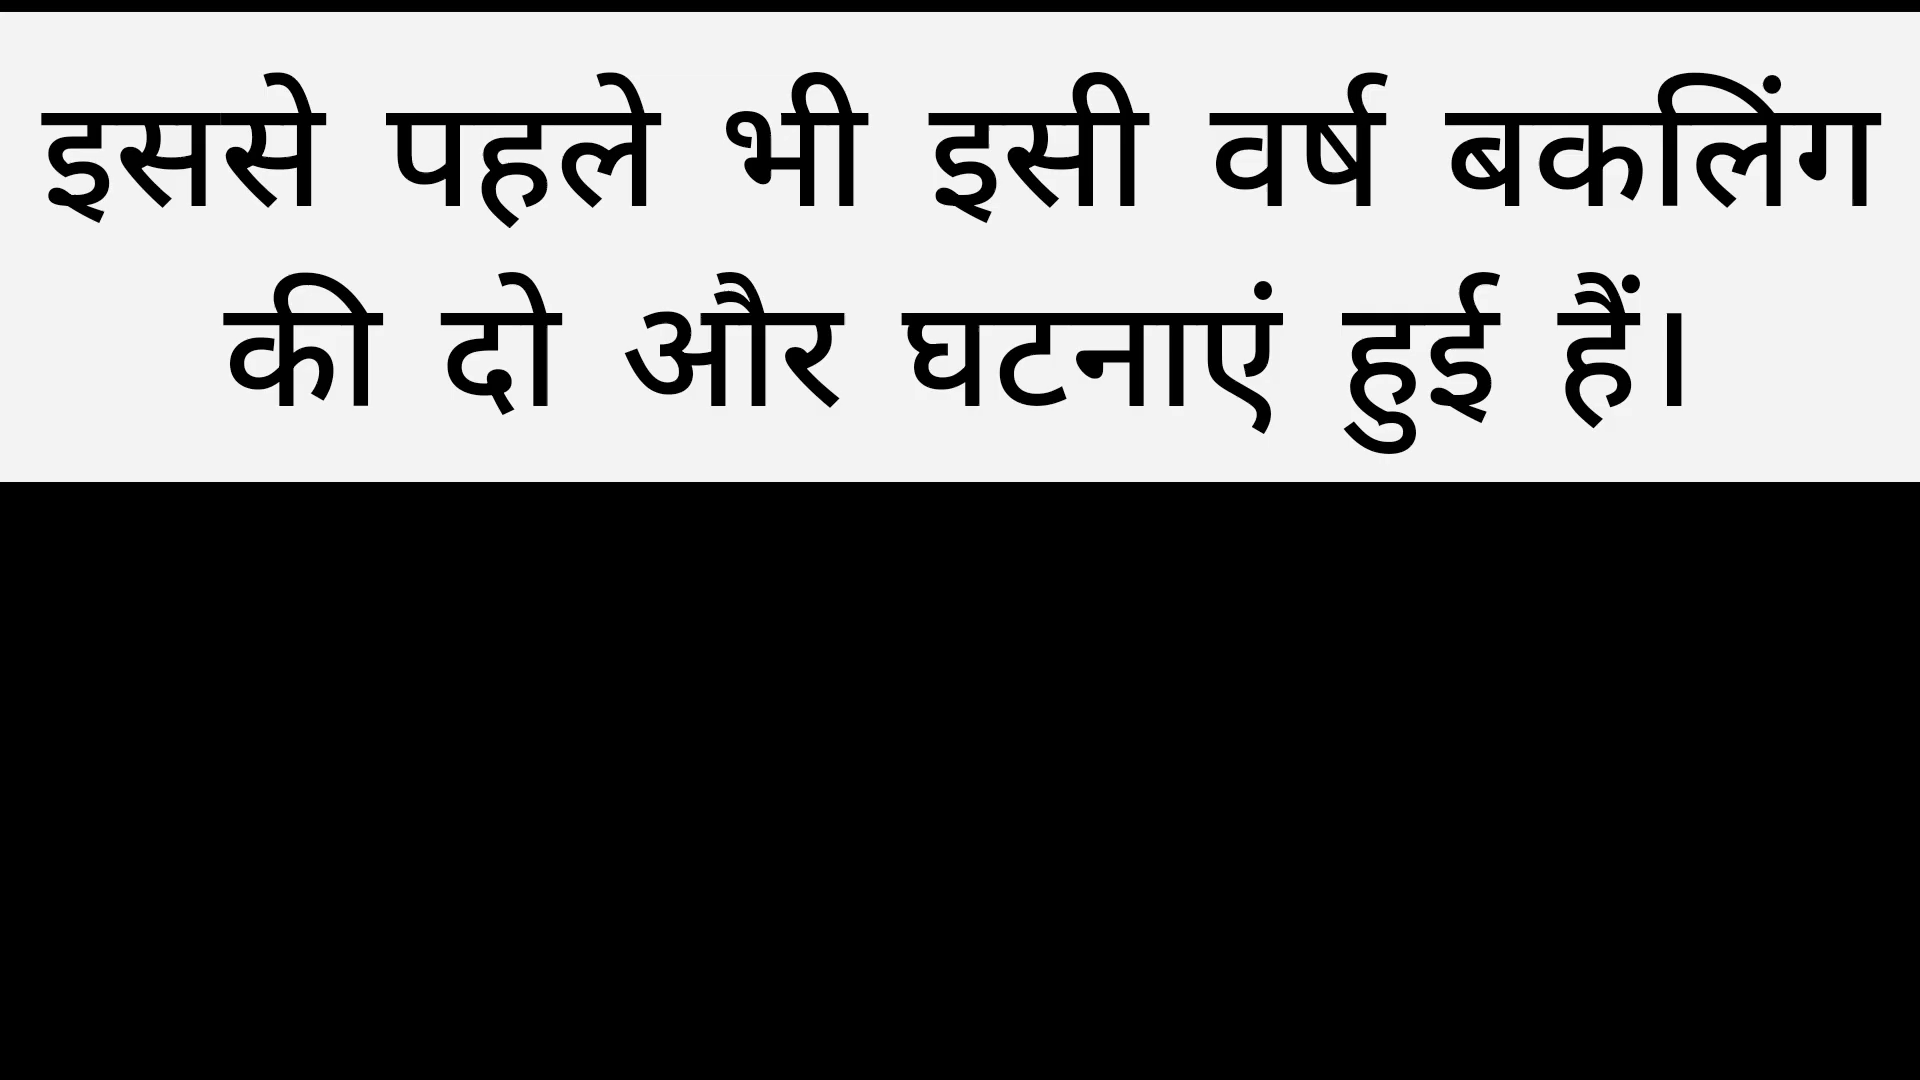 इससे पहले भी इसी वर्ष बकलिंग
की दो और घटनाएं हुई हैं।